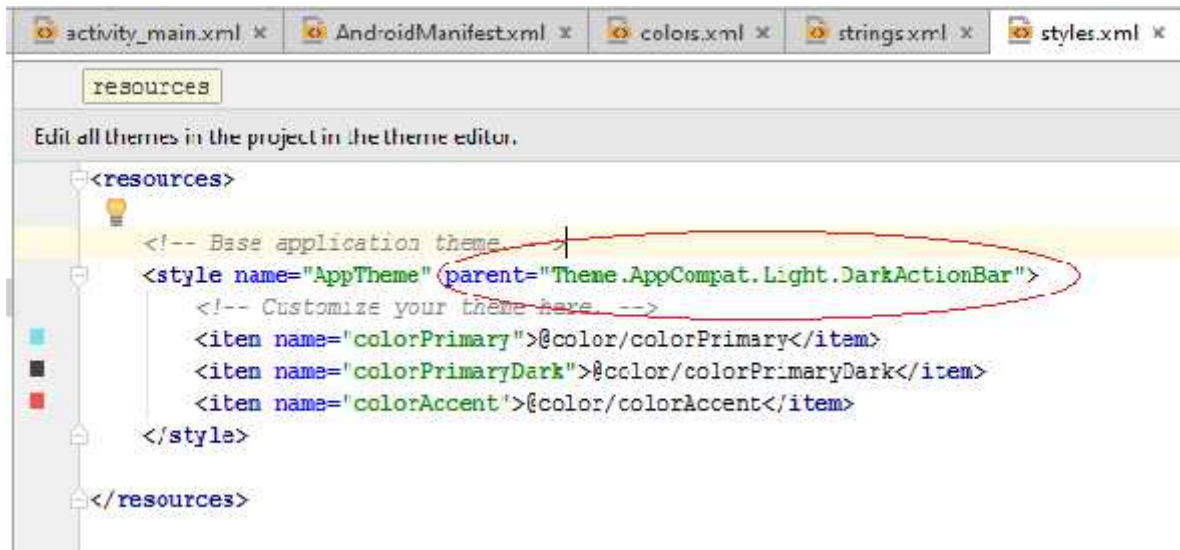 activity_main.xml × AndroidManifest.xml × colors.xml × strings.xml × styles.xml ×
resources
Edit all themes in the project in the theme editor.
<resources>
<!-- Base application theme. -->
<style name="AppTheme" parent="Theme.AppCompat.Light.DarkActionBar">
<!-- Customize your theme here. -->
<item name="colorPrimary">@color/colorPrimary</item>
<item name="colorPrimaryDark">@color/colorPrimaryDark</item>
<item name="colorAccent">@color/colorAccent</item>
</style>
</resources>